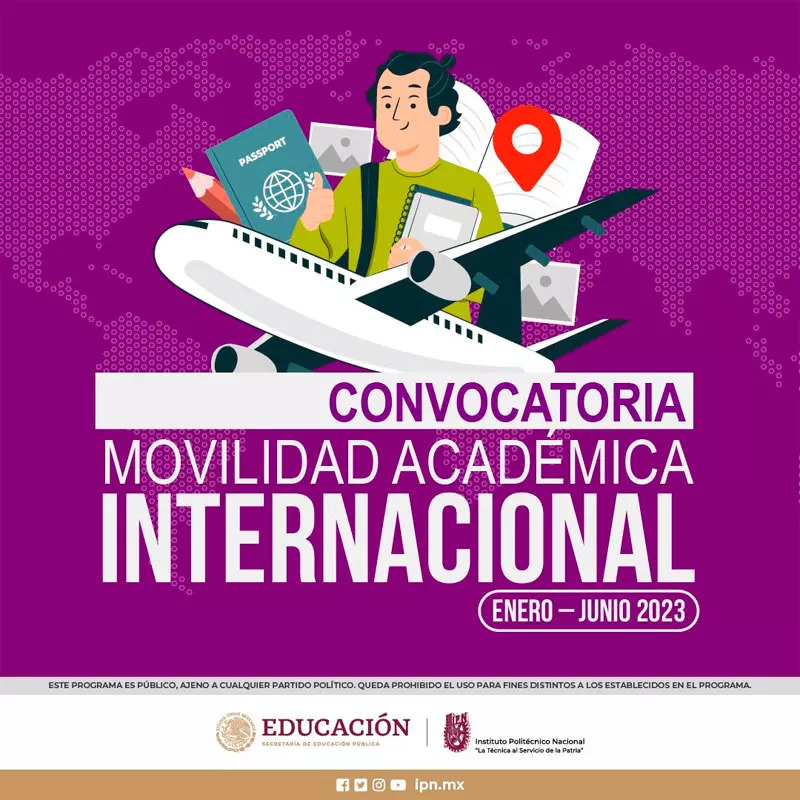 PASSPORT
CONVOCATORIA
MOVILIDAD ACADÉMICA
INTERNACIONAL
ENERO – JUNIO 2023
ESTE PROGRAMA ES PÚBLICO, AJENO A CUALQUIER PARTIDO POLÍTICO. QUEDA PROHIBIDO EL USO PARA FINES DISTINTOS A LOS ESTABLECIDOS EN EL PROGRAMA.
EDUCACIÓN
SECRETARÍA DE EDUCACIÓN PÚBLICA
IPN
Instituto Politécnico Nacional
"La Técnica al Servicio de la Patria"
ipn.mx